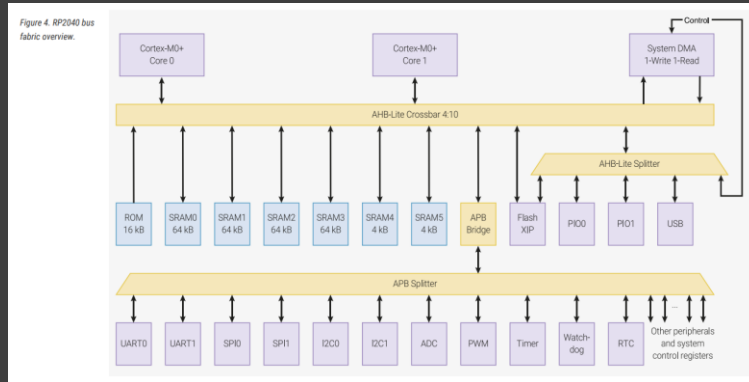 Figure 4. RP2040 bus
fabric overview.
Control
Cortex-M0+
Core 0
Cortex-M0+
Core 1
System DMA
1-Write 1-Read
AHB-Lite Crossbar 4:10
AHB-Lite Splitter
ROM
16 kB
SRAM0
64 kB
SRAM1
64 kB
SRAM2
64 kB
SRAM3
64 kB
SRAM4
4 kB
SRAM5
4 kB
APB
Bridge
Flash
XIP
PIO0
PIO1
USB
APB Splitter
UART0
UART1
SPI0
SPI1
I2C0
I2C1
ADC
PWM
Timer
Watch-
dog
RTC
...
Other peripherals
and system
control registers